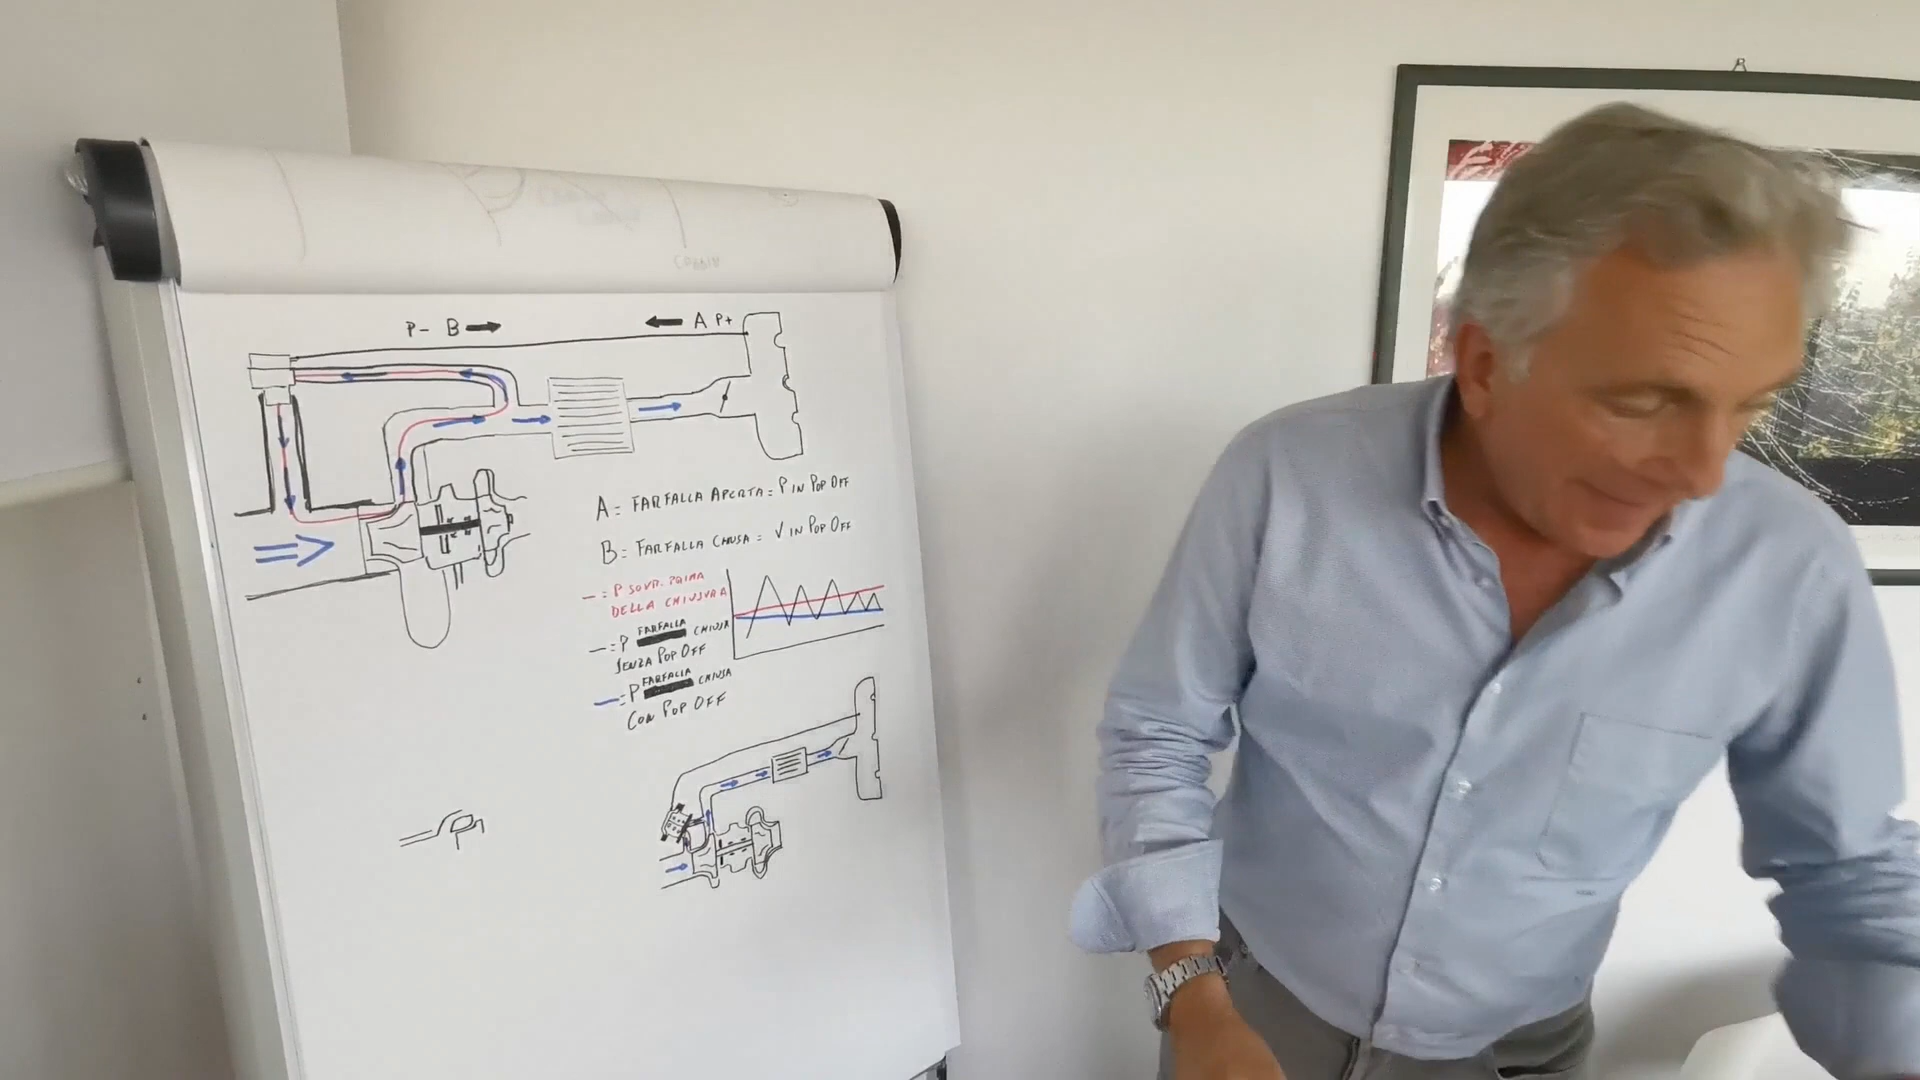 P- B
A P+
A = FARFALLA APERTA = P IN POP OFF
B = FARFALLA CHIUSA = V IN POP OFF
- = P SOVR. PRIMA
DELLA CHIUSURA
- = P FARFALLA CHIUSA
SENZA POP OFF
- = P FARFALLA CHIUSA
CON POP OFF